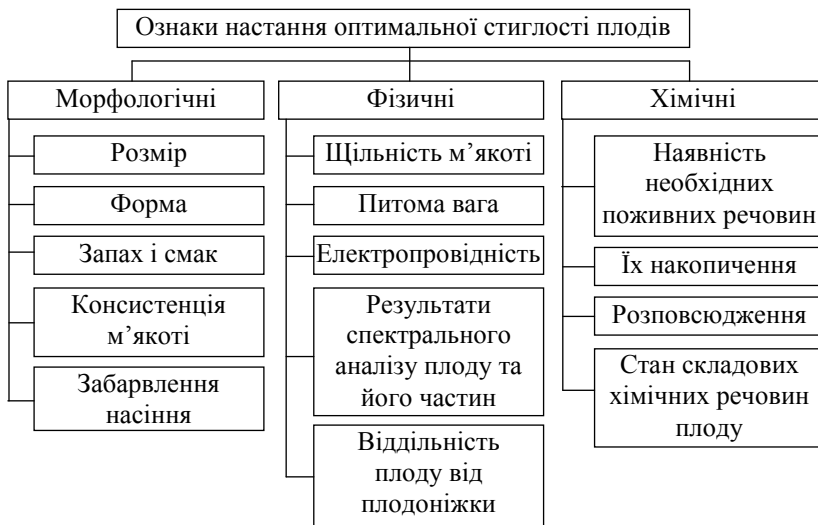 Ознаки настання оптимальної стиглості плодів
Морфологічні
Розмір
Форма
Запах і смак
Консистенція
м’якоті
Забарвлення
насіння
Фізичні
Щільність м’якоті
Питома вага
Електропровідність
Результати
спектрального
аналізу плоду та
його частин
Віддільність
плоду від
плодоніжки
Хімічні
Наявність
необхідних
поживних речовин
Їх накопичення
Розповсюдження
Стан складових
хімічних речовин
плоду